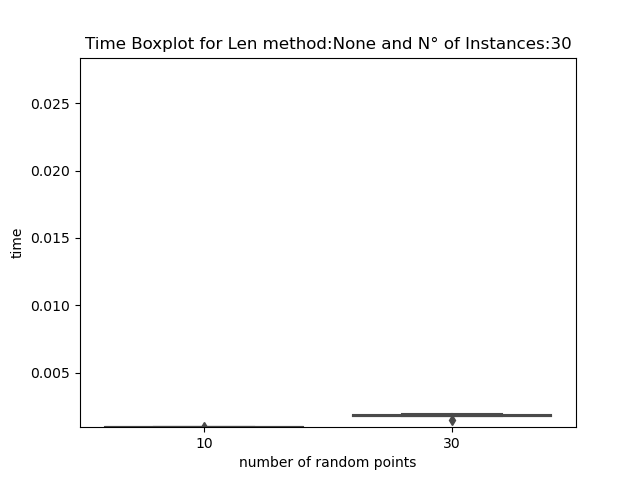 Time Boxplot for Len method:None and N° of Instances:30
0.025
0.020
0.015
0.010
0.005
time
10 30
number of random points